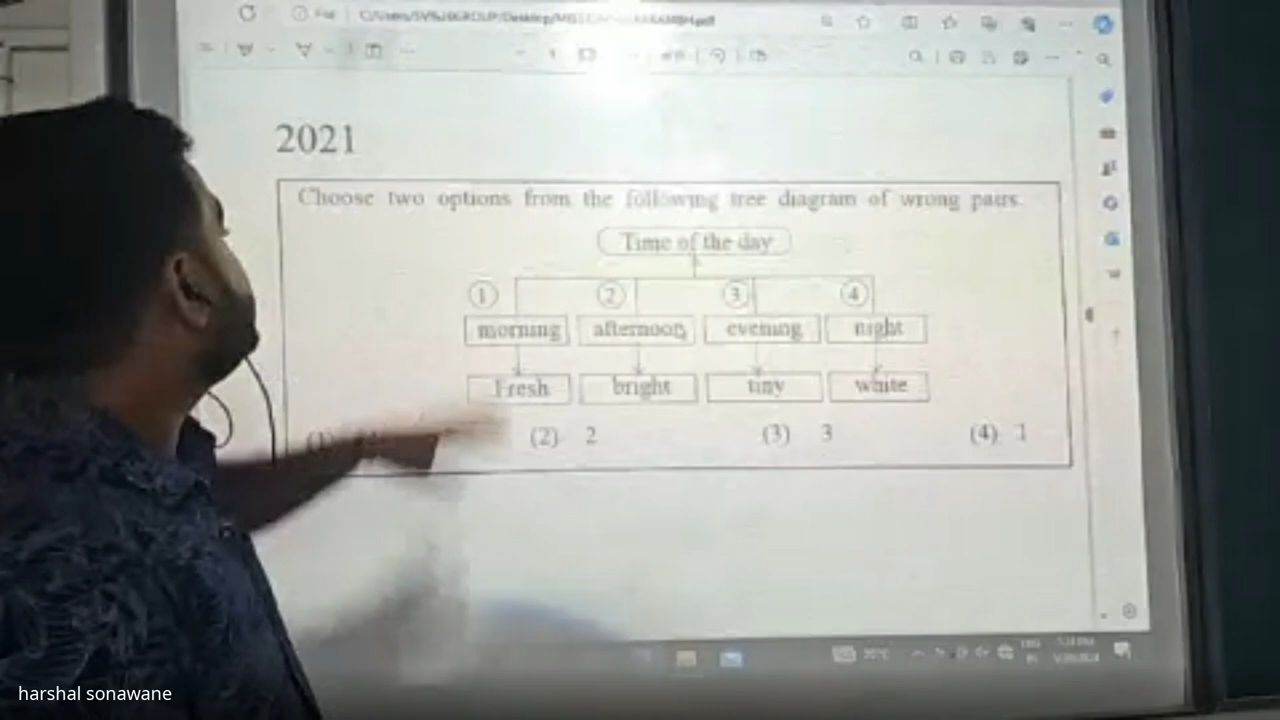 2021
Choose two options from the following tree diagram of wrong pairs.
Time of the day
1 2 3 4
morning afternoon evening night
Fresh bright tiny white
(1) (2) 2 (3) 3 (4) 1
harshal sonawane